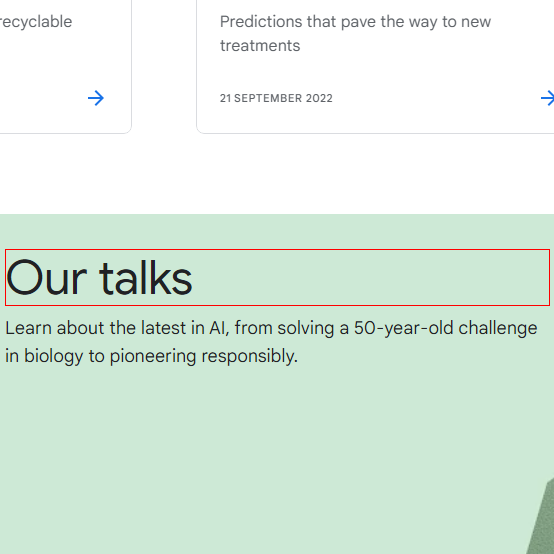 recyclable
Predictions that pave the way to new
treatments
21 SEPTEMBER 2022
Our talks
Learn about the latest in AI, from solving a 50-year-old challenge
in biology to pioneering responsibly.